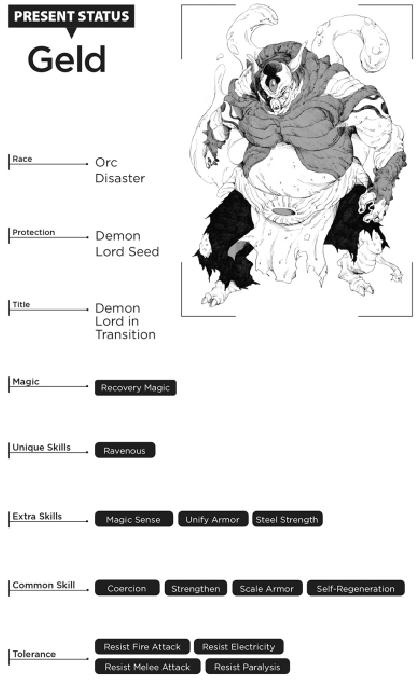 PRESENT STATUS
Geld
Race
Orc
Disaster
Protection
Demon
Lord Seed
Title
Demon
Lord in
Transition
Magic
Recovery Magic
Unique Skills
Ravenous
Extra Skills
Magic Sense Unify Armor Steel Strength
Common Skill
Coercion Strengthen Scale Armor Self-Regeneration
Tolerance
Resist Fire Attack Resist Electricity
Resist Melee Attack Resist Paralysis